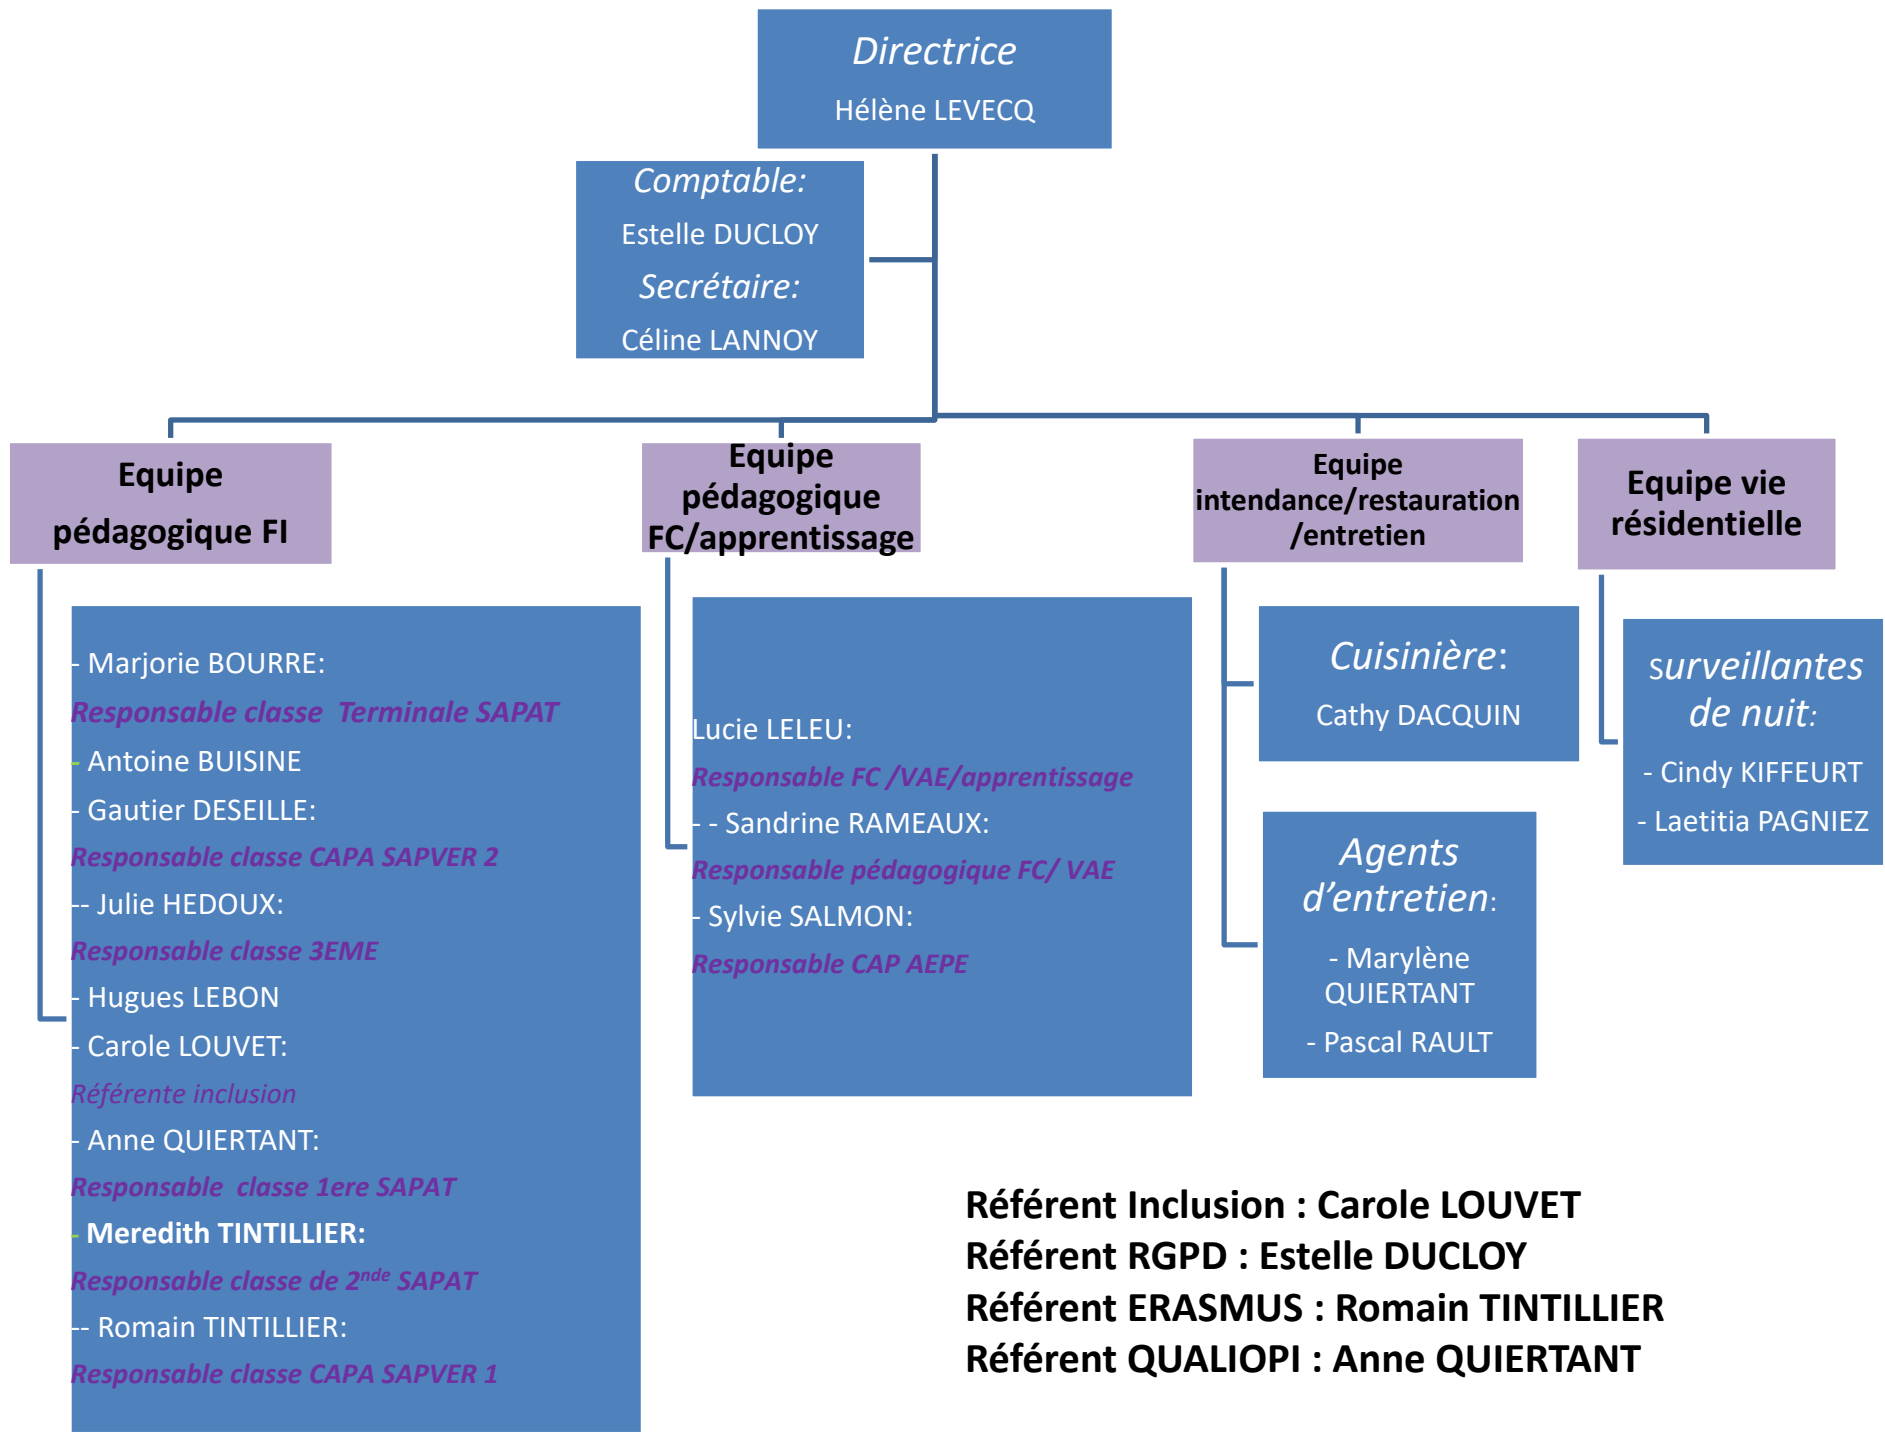 Directrice
Hélène LEVECQ
Comptable:
Estelle DUCLOY
Secrétaire:
Céline LANNOY
Equipe
pédagogique FI
- Marjorie BOURRE:
Responsable classe  Terminale SAPAT
- Antoine BUISINE
- Gautier DESEILLE:
Responsable classe CAPA SAPVER 2
-- Julie HEDOUX:
Responsable classe 3EME
- Hugues LEBON
- Carole LOUVET:
Référente inclusion
- Anne QUIERTANT:
Responsable  classe 1ere SAPAT
- Meredith TINTILLIER:
Responsable classe de 2nde SAPAT
-- Romain TINTILLIER:
Responsable classe CAPA SAPVER 1
Equipe
pédagogique
FC/apprentissage
Lucie LELEU:
Responsable FC /VAE/apprentissage
- - Sandrine RAMEAUX:
Responsable pédagogique FC/ VAE
- Sylvie SALMON:
Responsable CAP AEPE
Equipe
intendance/restauration
/entretien
Cuisinière:
Cathy DACQUIN
Agents
d’entretien:
- Marylène
QUIERTANT
- Pascal RAULT
Equipe vie
résidentielle
surveillantes
de nuit:
- Cindy KIFFEURT
- Laetitia PAGNIEZ
Référent Inclusion : Carole LOUVET
Référent RGPD : Estelle DUCLOY
Référent ERASMUS : Romain TINTILLIER
Référent QUALIOPI : Anne QUIERTANT